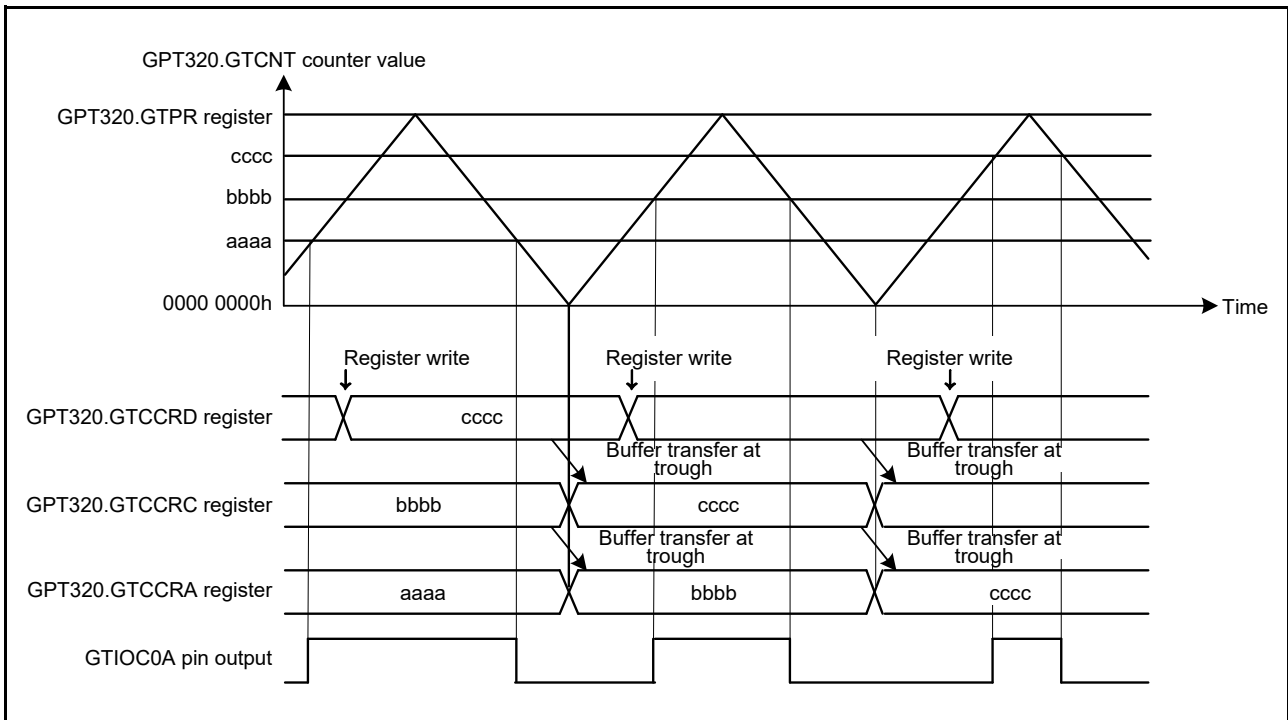 GPT320.GTCNT counter value
GPT320.GTPR register
cccc
bbbb
aaaa
0000 0000h
Time
Register write
Register write
Register write
GPT320.GTCCRD register
cccc
Buffer transfer at
trough
Buffer transfer at
trough
GPT320.GTCCRC register
bbbb
cccc
Buffer transfer at
trough
Buffer transfer at
trough
GPT320.GTCCRA register
aaaa
bbbb
cccc
GTIOC0A pin output